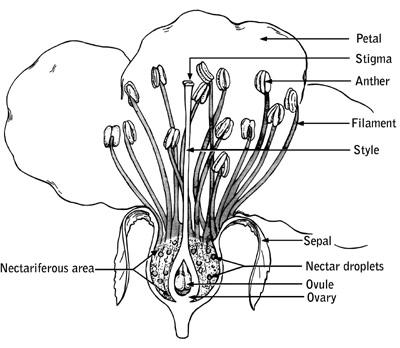 Petal
Stigma
Anther
Filament
Style
Sepal
Nectariferous area
Nectar droplets
Ovule
Ovary